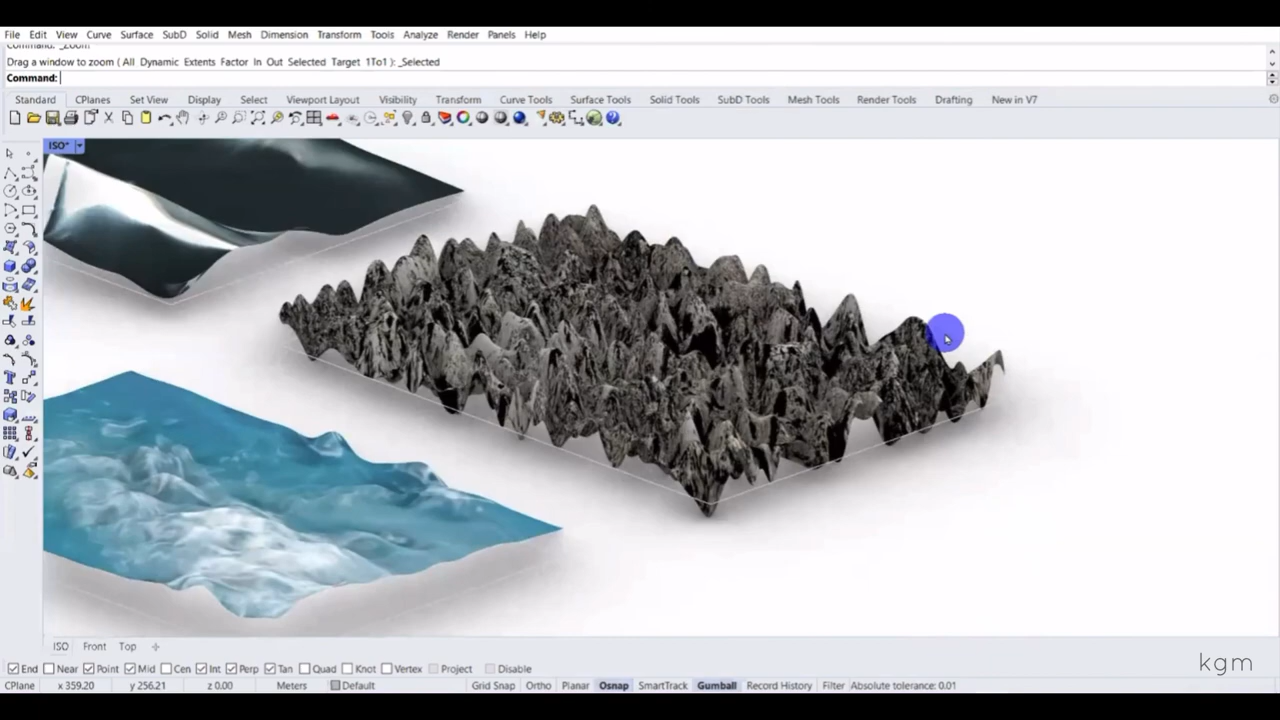 File Edit View Curve Surface SubD Solid Mesh Dimension Transform Tools Analyze Render Panels Help
Command: _Zoom
Drag a window to zoom ( All Dynamic Extents Factor In Out Selected Target 1To1 ): _Selected
Command:
Standard CPlanes Set View Display Select Viewport Layout Visibility Transform Curve Tools Surface Tools Solid Tools SubD Tools Mesh Tools Render Tools Drafting New in V7
ISO*
ISO Front Top
kgm
End Near Point Mid Cen Int Perp Tan Quad Knot Vertex Project Disable
CPlane x 359.20 y 256.21 z 0.00 Meters Default Grid Snap Ortho Planar Osnap SmartTrack Gumball Record History Filter Absolute tolerance: 0.01